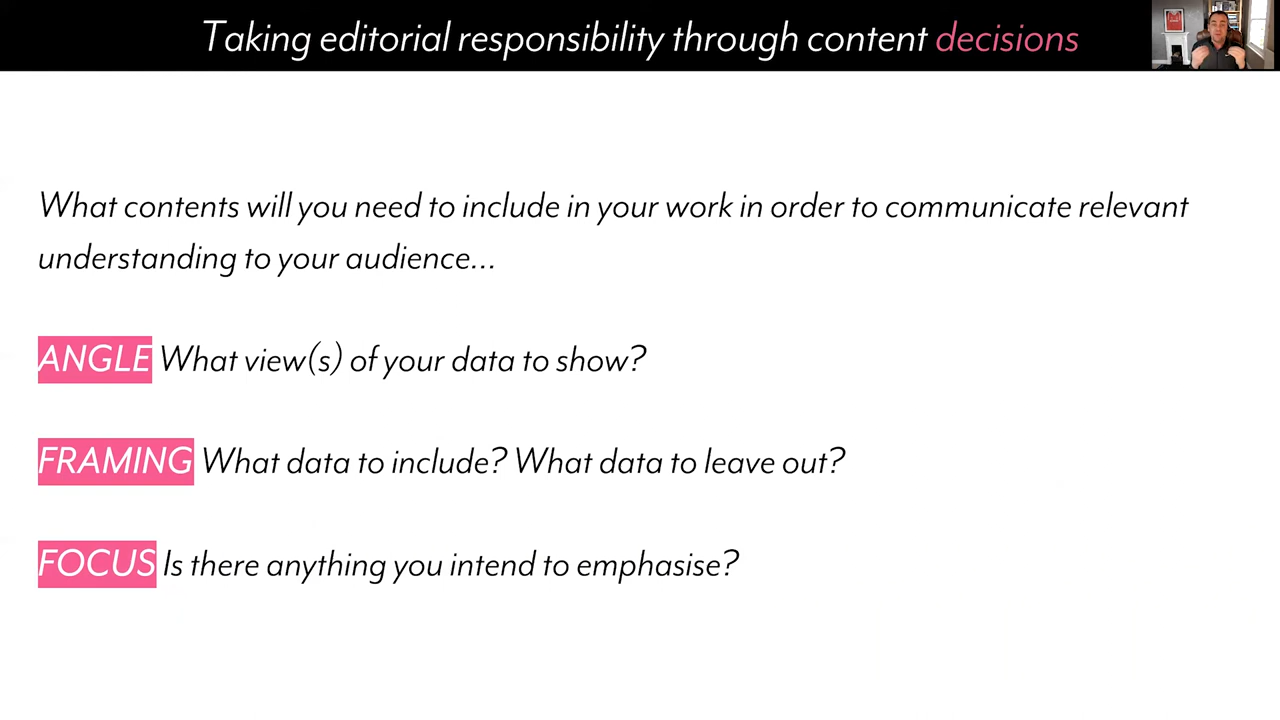 Taking editorial responsibility through content decisions
What contents will you need to include in your work in order to communicate relevant
understanding to your audience...
ANGLE What view(s) of your data to show?
FRAMING What data to include? What data to leave out?
FOCUS Is there anything you intend to emphasise?